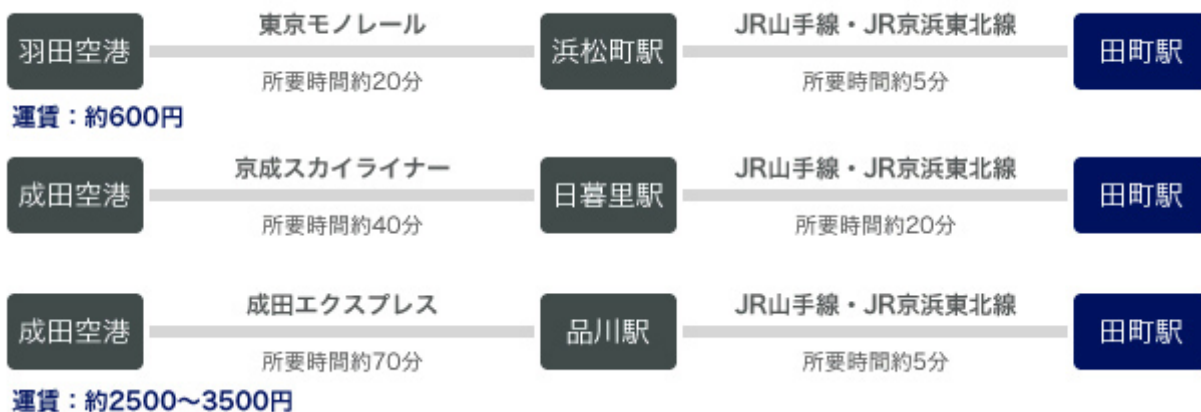 東京モノレール
JR山手線・JR京浜東北線
羽田空港
浜松町駅
田町駅
所要時間約20分
所要時間約5分
運賃：約600円
京成スカイライナー
JR山手線・JR京浜東北線
成田空港
日暮里駅
田町駅
所要時間約40分
所要時間約20分
成田エクスプレス
JR山手線・JR京浜東北線
成田空港
品川駅
田町駅
所要時間約70分
所要時間約5分
運賃：約2500〜3500円